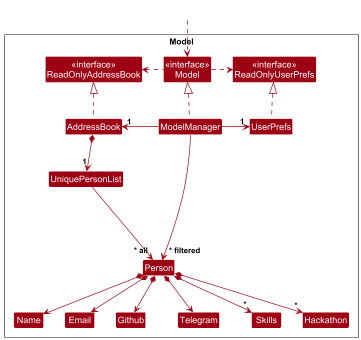 Model
«interface»
ReadOnlyAddressBook
«interface»
Model
«interface»
ReadOnlyUserPrefs
AddressBook
1
ModelManager
1
UserPrefs
1
UniquePersonList
* all
* filtered
Person
*
*
Name
Email
Github
Telegram
Skills
Hackathon